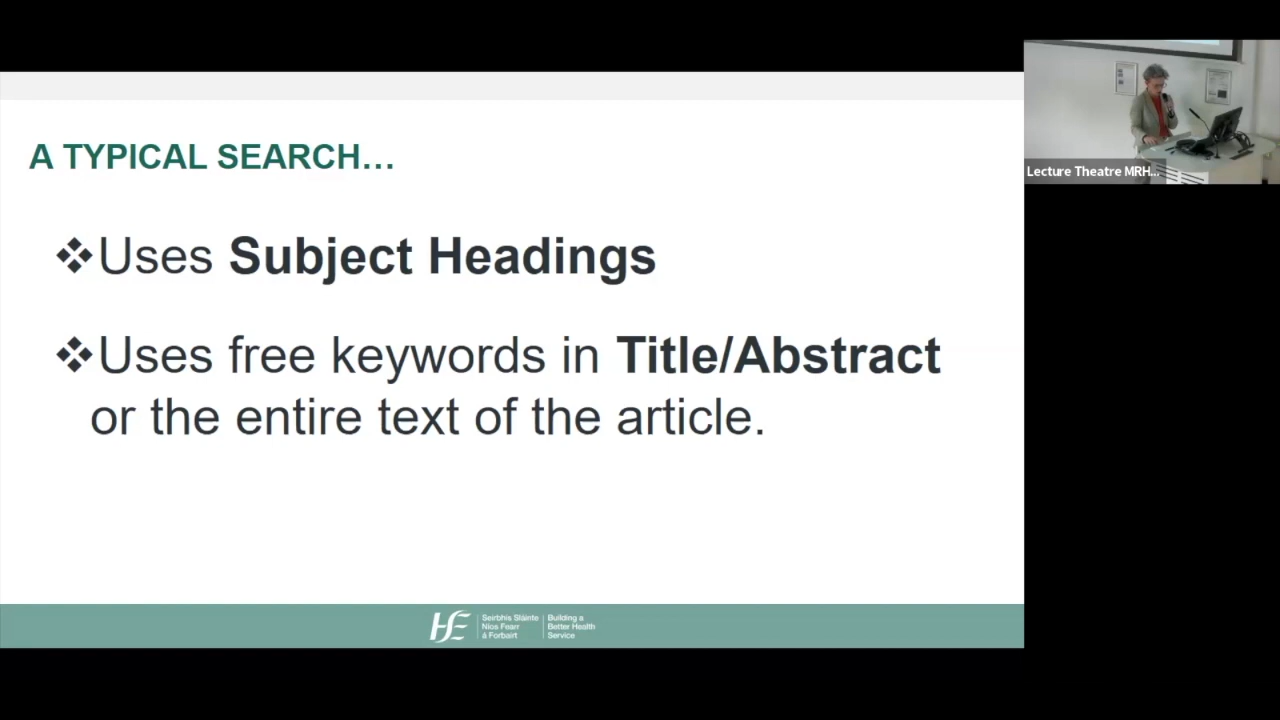 A TYPICAL SEARCH…
❖Uses Subject Headings
❖Uses free keywords in Title/Abstract
or the entire text of the article.
Lecture Theatre MRH...
HSE
Seirbhís Sláinte
Níos Fearr
á Forbairt
Building a
Better Health
Service